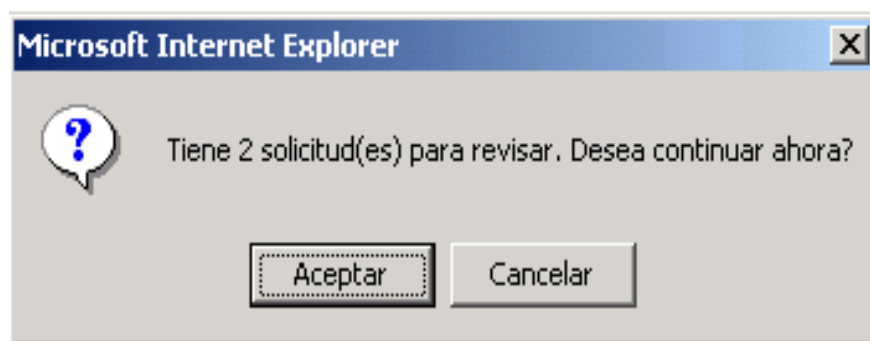 Microsoft Internet Explorer
Tiene 2 solicitud(es) para revisar. Desea continuar ahora?
Aceptar
Cancelar